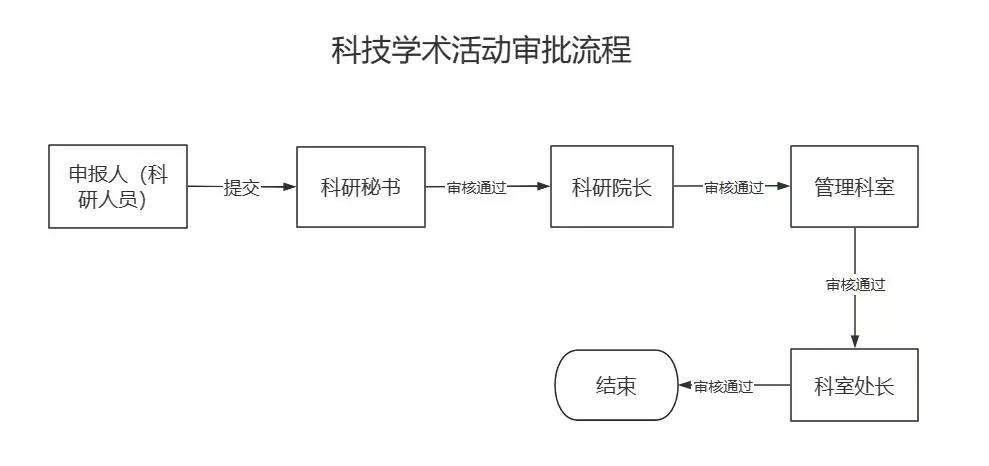 科技学术活动审批流程
申报人（科
研人员）
提交
科研秘书
审核通过
科研院长
审核通过
管理科室
审核通过
科室处长
审核通过
结束